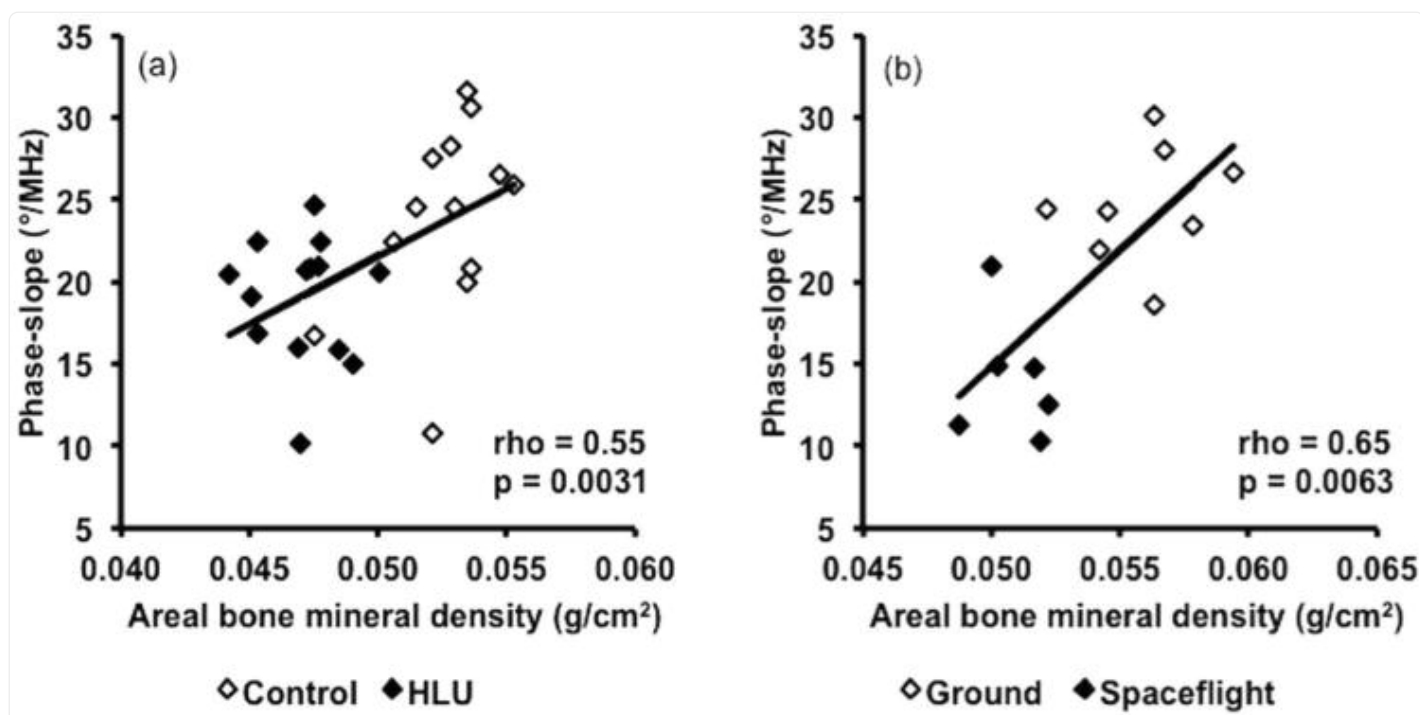 (a)
35
30
25
20
15
10
5
Phase-slope (°/MHz)
rho = 0.55
p = 0.0031
0.040 0.045 0.050 0.055 0.060
Areal bone mineral density (g/cm²)
Control HLU
(b)
35
30
25
20
15
10
5
Phase-slope (°/MHz)
rho = 0.65
p = 0.0063
0.045 0.050 0.055 0.060 0.065
Areal bone mineral density (g/cm²)
Ground Spaceflight